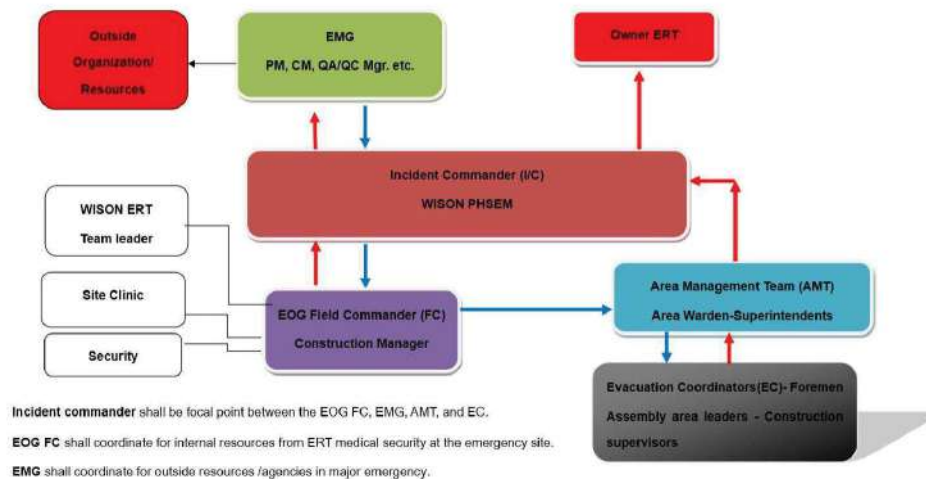 Outside
Organization/
Resources
EMG
PM, CM, QA/QC Mgr. etc.
Owner ERT
Incident Commander (I/C)
WISON PHSEM
WISON ERT
Team leader
Site Clinic
Security
EOG Field Commander (FC)
Construction Manager
Area Management Team (AMT)
Area Warden-Superintendents
Evacuation Coordinators(EC)- Foremen
Assembly area leaders - Construction
supervisors
Incident commander shall be focal point between the EOG FC, EMG, AMT, and EC.
EOG FC shall coordinate for internal resources from ERT medical security at the emergency site.
EMG shall coordinate for outside resources /agencies in major emergency.